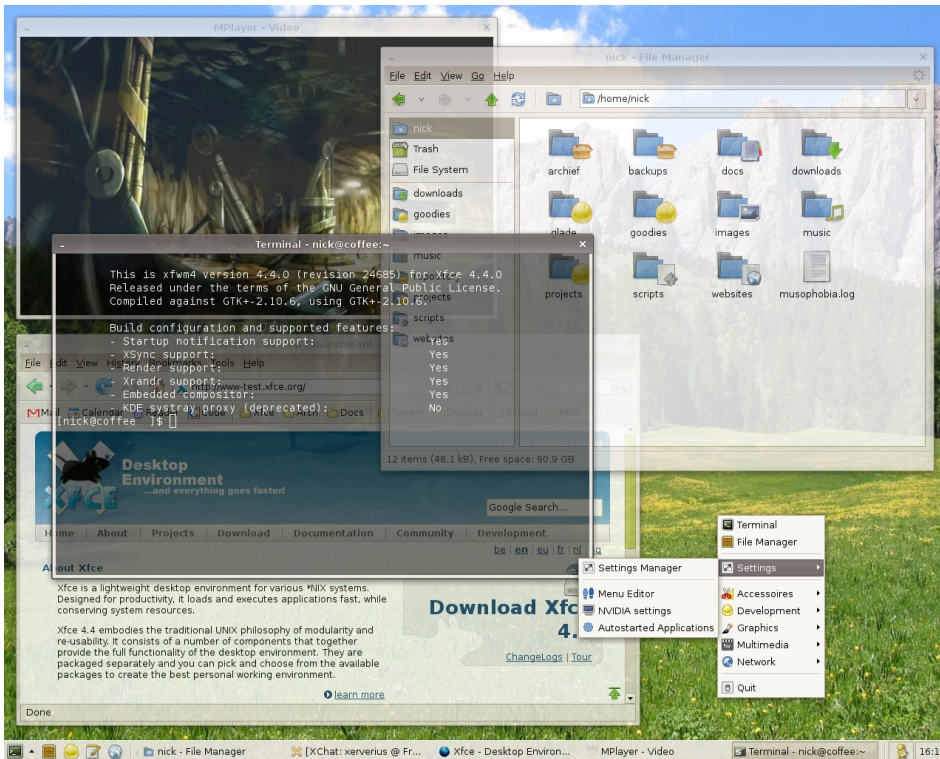 MPlayer - Video
nick - File Manager
File Edit View Go Help
/home/nick
nick
Trash
File System
downloads
goodies
images
music
projects
scripts
websites
archief backups docs downloads
glade goodies images music
projects scripts websites musophobia.log
12 items (48.1 kB), Free space: 60.9 GB
Terminal - nick@coffee:~
This is xfwm4 version 4.4.0 (revision 24685) for Xfce 4.4.0
Released under the terms of the GNU General Public License.
Compiled against GTK+-2.10.6, using GTK+-2.10.6.
Build configuration and supported features:
- Startup notification support: Yes
- XSync support: Yes
- Render support: Yes
- Xrandr support: Yes
- Embedded compositor: Yes
- KDE systray proxy (deprecated): No
[nick@coffee ~]$
File Edit View History Bookmarks Tools Help
http://www-test.xfce.org/
Mail Calendar Reader Code Xfce Arch Docs Torrent Devices School Misc
Desktop
Environment
...and everything goes faster!
XFCE
Google Search...
Home About Projects Download Documentation Community Development
be | en | eu | fr | nl
About Xfce
Xfce is a lightweight desktop environment for various *NIX systems.
Designed for productivity, it loads and executes applications fast, while
conserving system resources.
Xfce 4.4 embodies the traditional UNIX philosophy of modularity and
re-usability. It consists of a number of components that together
provide the full functionality of the desktop environment. They are
packaged separately and you can pick and choose from the available
packages to create the best personal working environment.
learn more
Download Xfc
4.
ChangeLogs | Tour
Done
Terminal
File Manager
Settings
Accessoires
Development
Graphics
Multimedia
Network
Quit
Settings Manager
Menu Editor
NVIDIA settings
Autostarted Applications
nick - File Manager [XChat: xerverius @ Fr... Xfce - Desktop Environ... MPlayer - Video Terminal - nick@coffee:~ 16:1